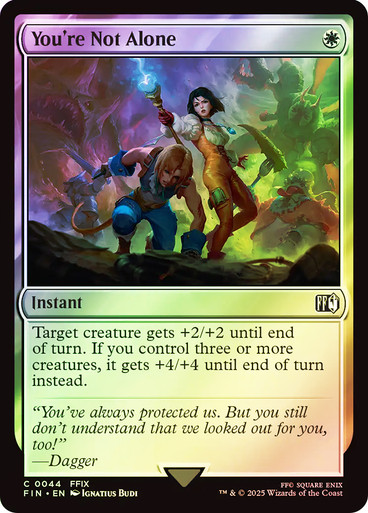 You're Not Alone
Instant
FFIX
Target creature gets +2/+2 until end
of turn. If you control three or more
creatures, it gets +4/+4 until end of turn
instead.
“You’ve always protected us. But you still
don’t understand that we looked out for you,
too!”
—Dagger
C 0044 FFIX
FIN • EN Ignatius Budi
FF© SQUARE ENIX
™ & © 2025 Wizards of the Coast